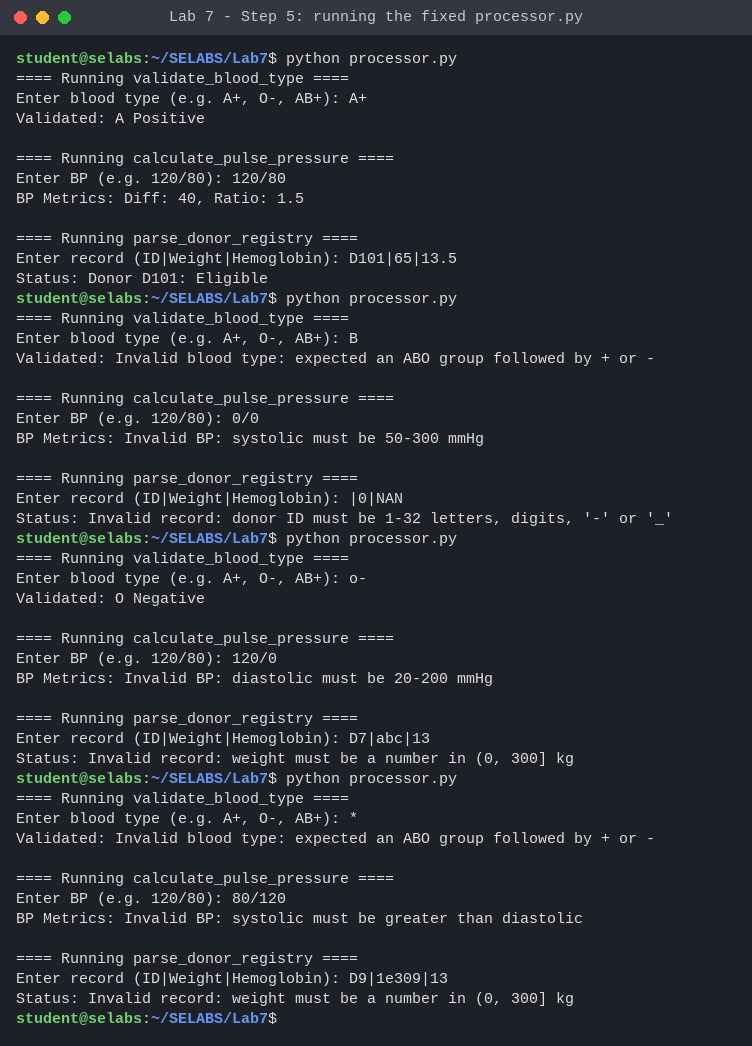 Lab 7 - Step 5: running the fixed processor.py
student@selabs:~/SELABS/Lab7$ python processor.py
==== Running validate_blood_type ====
Enter blood type (e.g. A+, O-, AB+): A+
Validated: A Positive
==== Running calculate_pulse_pressure ====
Enter BP (e.g. 120/80): 120/80
BP Metrics: Diff: 40, Ratio: 1.5
==== Running parse_donor_registry ====
Enter record (ID|Weight|Hemoglobin): D101|65|13.5
Status: Donor D101: Eligible
student@selabs:~/SELABS/Lab7$ python processor.py
==== Running validate_blood_type ====
Enter blood type (e.g. A+, O-, AB+): B
Validated: Invalid blood type: expected an ABO group followed by + or -
==== Running calculate_pulse_pressure ====
Enter BP (e.g. 120/80): 0/0
BP Metrics: Invalid BP: systolic must be 50-300 mmHg
==== Running parse_donor_registry ====
Enter record (ID|Weight|Hemoglobin): |0|NAN
Status: Invalid record: donor ID must be 1-32 letters, digits, '-' or '_'
student@selabs:~/SELABS/Lab7$ python processor.py
==== Running validate_blood_type ====
Enter blood type (e.g. A+, O-, AB+): o-
Validated: O Negative
==== Running calculate_pulse_pressure ====
Enter BP (e.g. 120/80): 120/0
BP Metrics: Invalid BP: diastolic must be 20-200 mmHg
==== Running parse_donor_registry ====
Enter record (ID|Weight|Hemoglobin): D7|abc|13
Status: Invalid record: weight must be a number in (0, 300] kg
student@selabs:~/SELABS/Lab7$ python processor.py
==== Running validate_blood_type ====
Enter blood type (e.g. A+, O-, AB+): *
Validated: Invalid blood type: expected an ABO group followed by + or -
==== Running calculate_pulse_pressure ====
Enter BP (e.g. 120/80): 80/120
BP Metrics: Invalid BP: systolic must be greater than diastolic
==== Running parse_donor_registry ====
Enter record (ID|Weight|Hemoglobin): D9|1e309|13
Status: Invalid record: weight must be a number in (0, 300] kg
student@selabs:~/SELABS/Lab7$